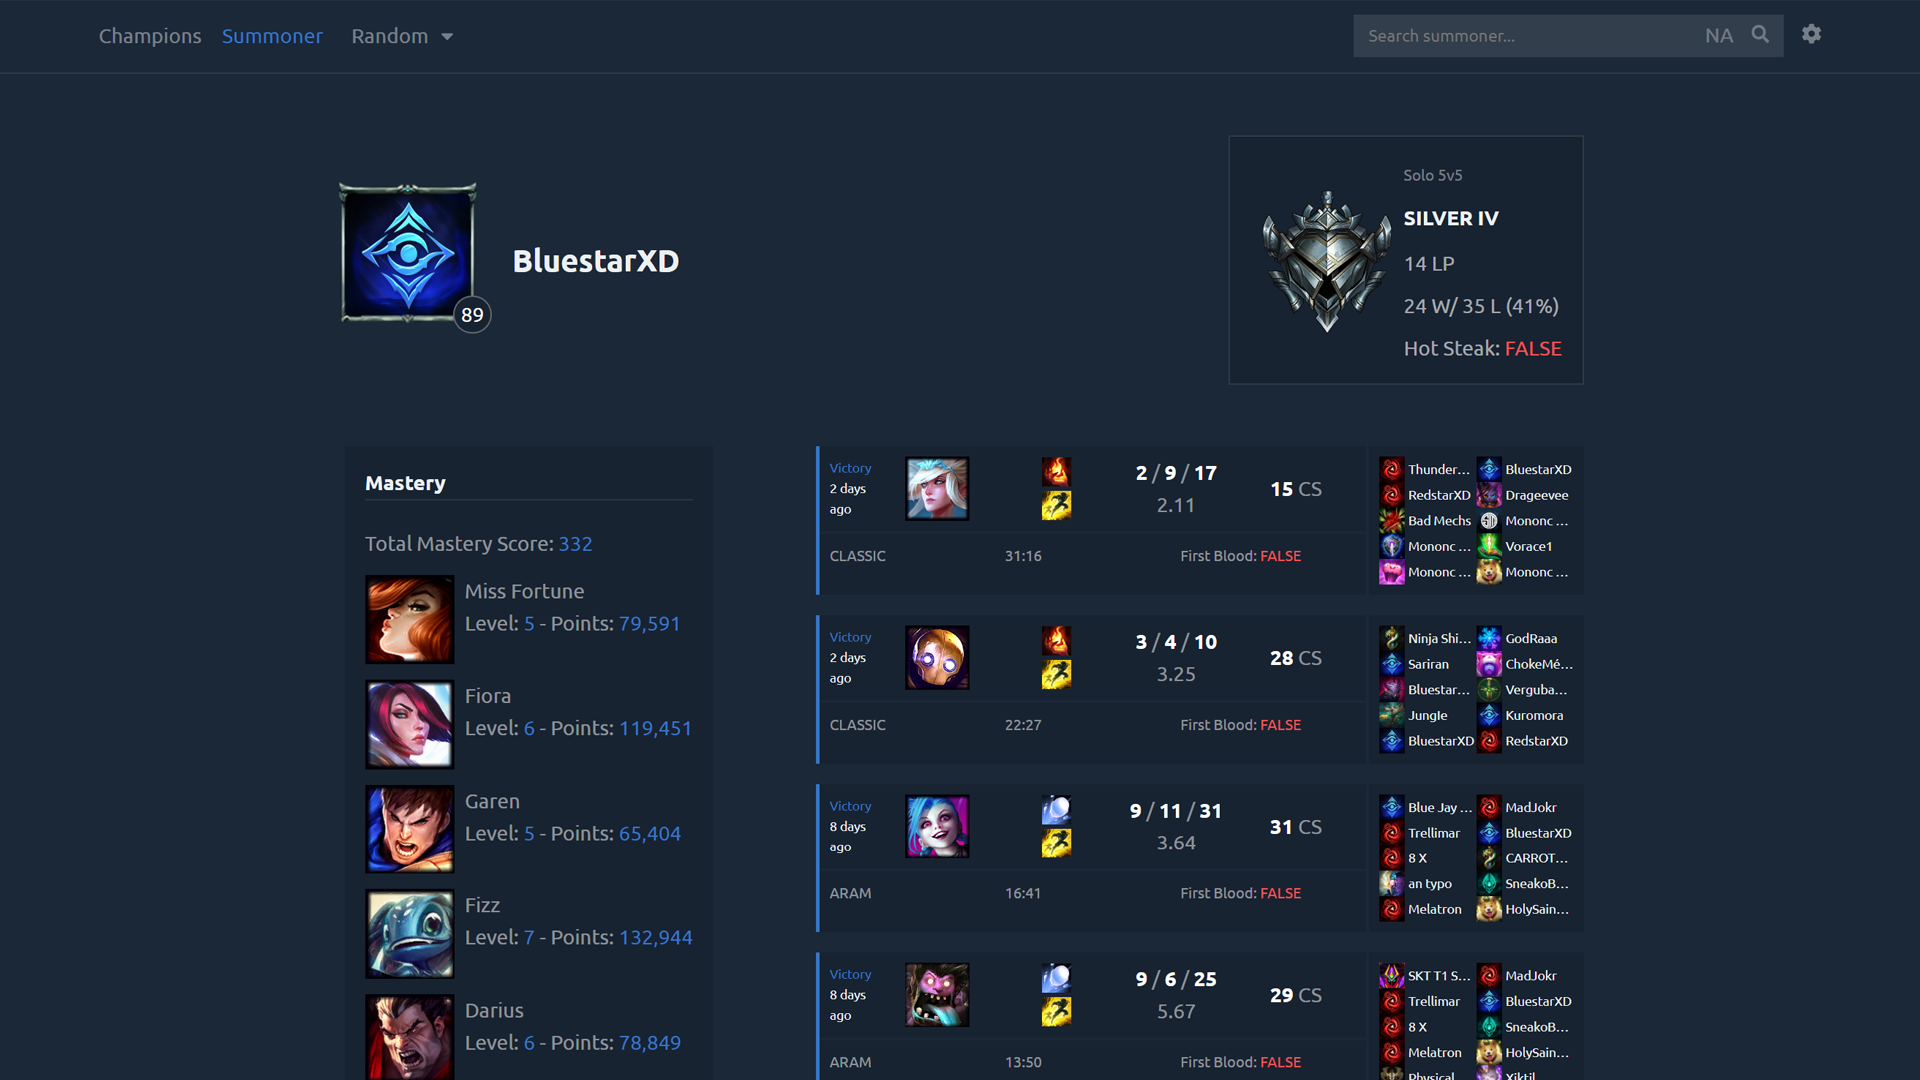 Champions Summoner Random
Search summoner... NA
BluestarXD
89
Solo 5v5
SILVER IV
14 LP
24 W/ 35 L (41%)
Hot Steak: FALSE
Mastery
Total Mastery Score: 332
Miss Fortune
Level: 5 - Points: 79,591
Fiora
Level: 6 - Points: 119,451
Garen
Level: 5 - Points: 65,404
Fizz
Level: 7 - Points: 132,944
Darius
Level: 6 - Points: 78,849
Victory
2 days
ago
2 / 9 / 17
2.11
15 CS
CLASSIC 31:16 First Blood: FALSE
Thunder... BluestarXD
RedstarXD Drageevee
Bad Mechs Mononc ...
Mononc ... Vorace1
Mononc ... Mononc ...
Victory
2 days
ago
3 / 4 / 10
3.25
28 CS
CLASSIC 22:27 First Blood: FALSE
Ninja Shi... GodRaaa
Sariran ChokeMé...
Bluestar... Verguba...
Jungle Kuromora
BluestarXD RedstarXD
Victory
8 days
ago
9 / 11 / 31
3.64
31 CS
ARAM 16:41 First Blood: FALSE
Blue Jay ... MadJokr
Trellimar BluestarXD
8 X CARROT...
an typo SneakoB...
Melatron HolySain...
Victory
8 days
ago
9 / 6 / 25
5.67
29 CS
ARAM 13:50 First Blood: FALSE
SKT T1 S... MadJokr
Trellimar BluestarXD
8 X SneakoB...
Melatron HolySain...
Physical Xiktil